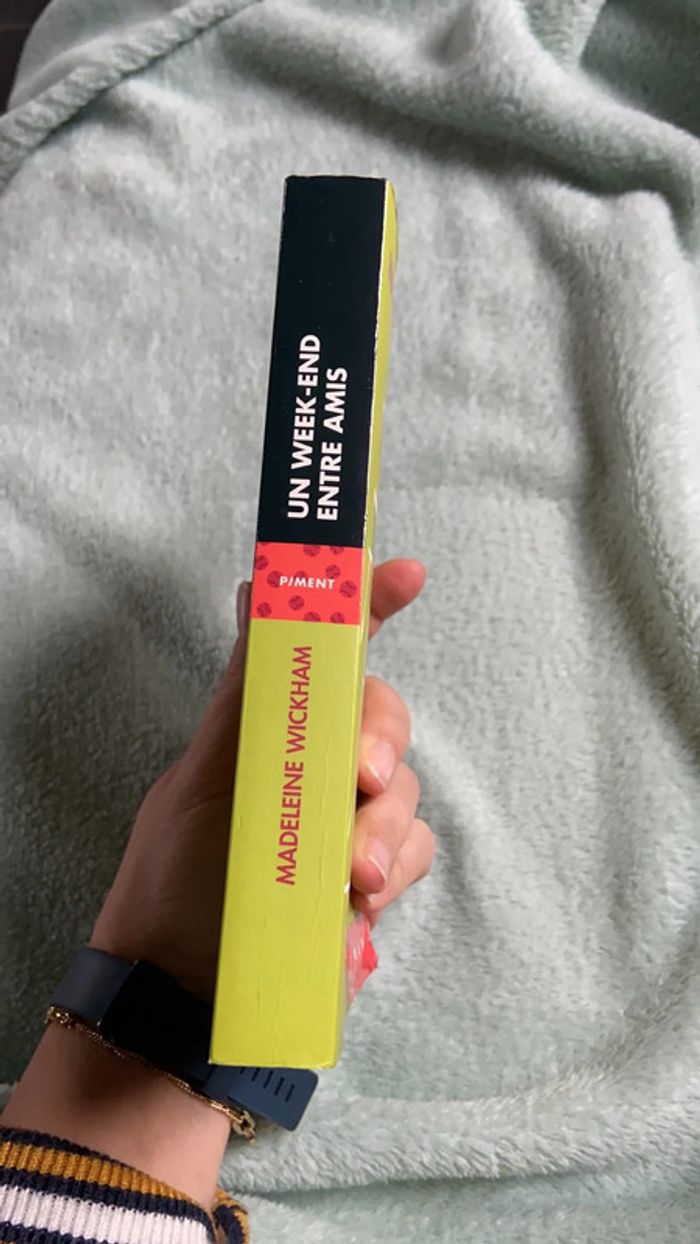 UN WEEK-END
ENTRE AMIS
PIMENT
MADELEINE WICKHAM